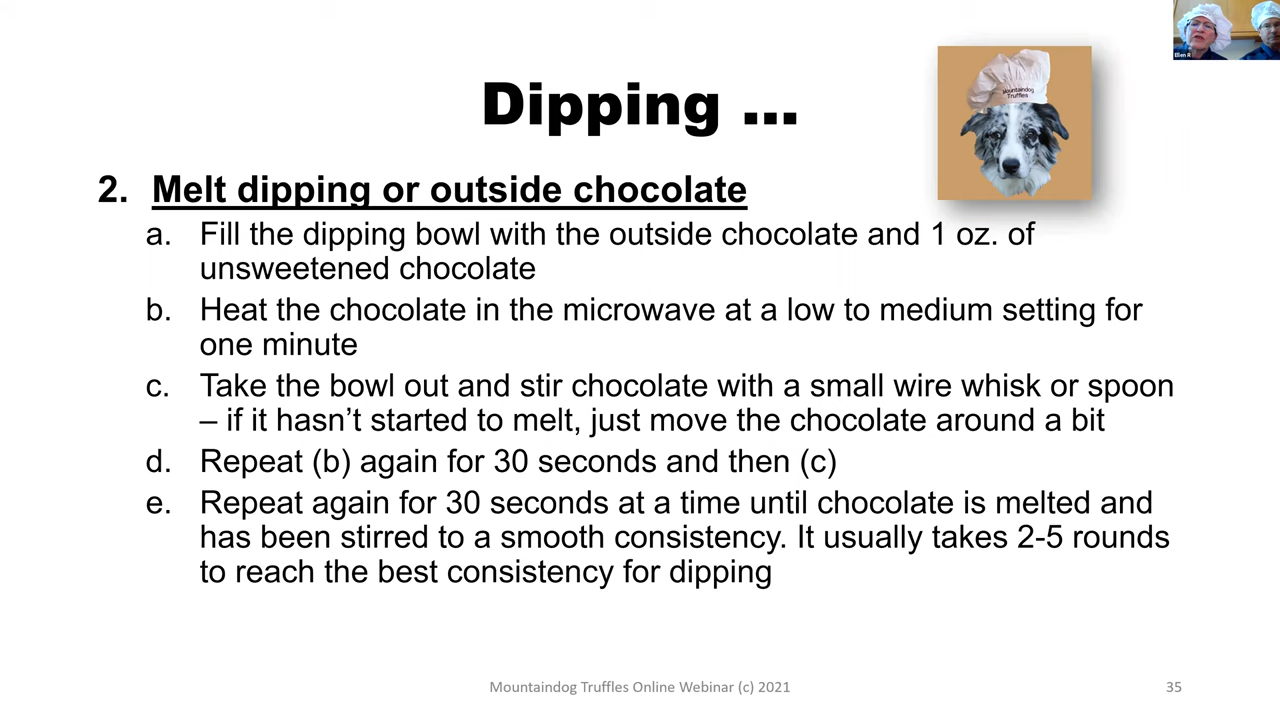 Dipping ...
Mountaindog
Truffles
Ellen R
2. Melt dipping or outside chocolate
a. Fill the dipping bowl with the outside chocolate and 1 oz. of
unsweetened chocolate
b. Heat the chocolate in the microwave at a low to medium setting for
one minute
c. Take the bowl out and stir chocolate with a small wire whisk or spoon
– if it hasn’t started to melt, just move the chocolate around a bit
d. Repeat (b) again for 30 seconds and then (c)
e. Repeat again for 30 seconds at a time until chocolate is melted and
has been stirred to a smooth consistency. It usually takes 2-5 rounds
to reach the best consistency for dipping
Mountaindog Truffles Online Webinar (c) 2021
35